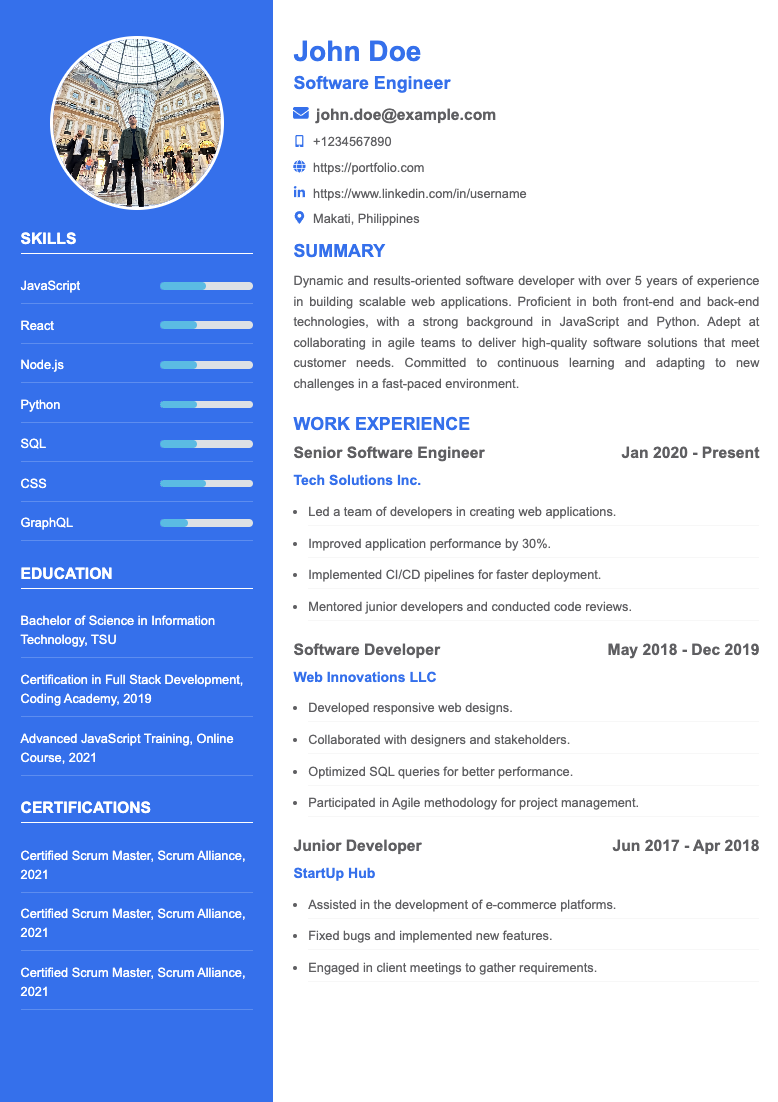 SKILLS
JavaScript
React
Node.js
Python
SQL
CSS
GraphQL
EDUCATION
Bachelor of Science in Information
Technology, TSU
Certification in Full Stack Development,
Coding Academy, 2019
Advanced JavaScript Training, Online
Course, 2021
CERTIFICATIONS
Certified Scrum Master, Scrum Alliance,
2021
Certified Scrum Master, Scrum Alliance,
2021
Certified Scrum Master, Scrum Alliance,
2021
John Doe
Software Engineer
john.doe@example.com
+1234567890
https://portfolio.com
https://www.linkedin.com/in/username
Makati, Philippines
SUMMARY
Dynamic and results-oriented software developer with over 5 years of experience
in building scalable web applications. Proficient in both front-end and back-end
technologies, with a strong background in JavaScript and Python. Adept at
collaborating in agile teams to deliver high-quality software solutions that meet
customer needs. Committed to continuous learning and adapting to new
challenges in a fast-paced environment.
WORK EXPERIENCE
Senior Software Engineer Jan 2020 - Present
Tech Solutions Inc.
• Led a team of developers in creating web applications.
• Improved application performance by 30%.
• Implemented CI/CD pipelines for faster deployment.
• Mentored junior developers and conducted code reviews.
Software Developer May 2018 - Dec 2019
Web Innovations LLC
• Developed responsive web designs.
• Collaborated with designers and stakeholders.
• Optimized SQL queries for better performance.
• Participated in Agile methodology for project management.
Junior Developer Jun 2017 - Apr 2018
StartUp Hub
• Assisted in the development of e-commerce platforms.
• Fixed bugs and implemented new features.
• Engaged in client meetings to gather requirements.